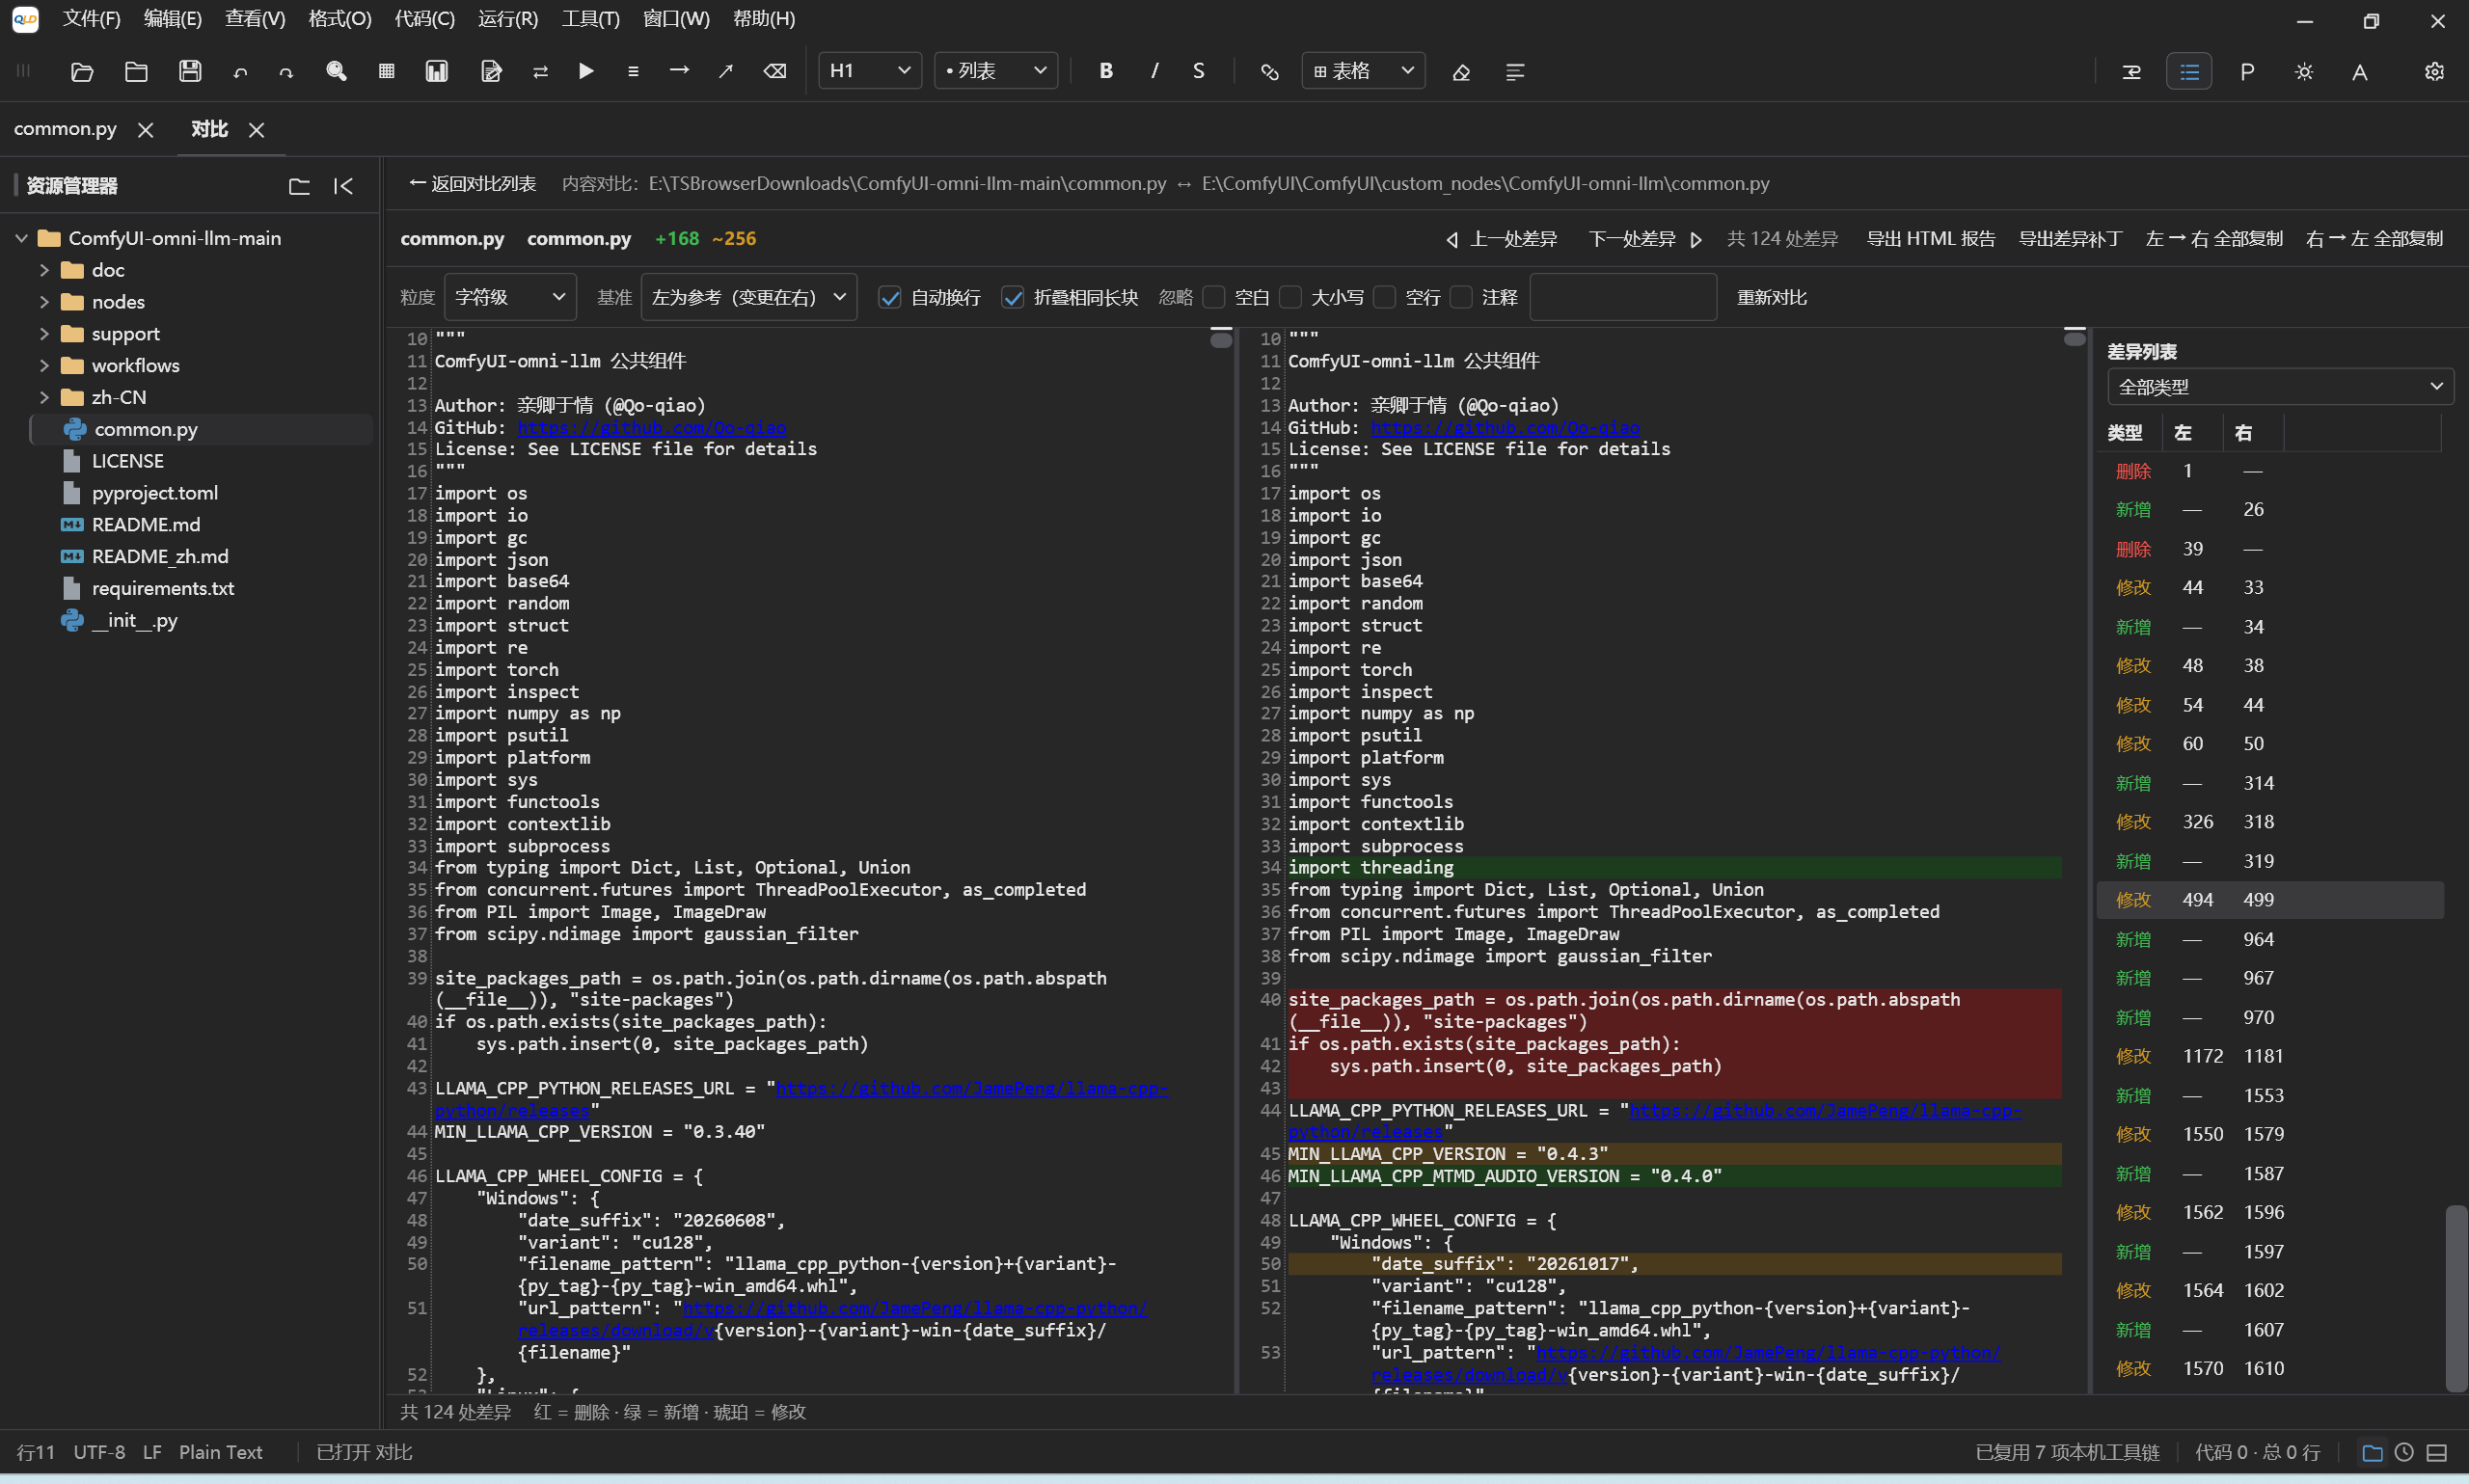 QLD 文件(F) 编辑(E) 查看(V) 格式(O) 代码(C) 运行(R) 工具(T) 窗口(W) 帮助(H)
H1 • 列表 B I S 表格 P A
common.py 对比
资源管理器
ComfyUI-omni-llm-main
doc
nodes
support
workflows
zh-CN
common.py
LICENSE
pyproject.toml
README.md
README_zh.md
requirements.txt
__init__.py
← 返回对比列表 内容对比: E:\TSBrowserDownloads\ComfyUI-omni-llm-main\common.py ↔ E:\ComfyUI\ComfyUI\custom_nodes\ComfyUI-omni-llm\common.py
common.py common.py +168 ~256 上一处差异 下一处差异 共 124 处差异 导出 HTML 报告 导出差异补丁 左 → 右 全部复制 右 → 左 全部复制
粒度 字符级 基准 左为参考（变更在右） 自动换行 折叠相同长块 忽略 空白 大小写 空行 注释 重新对比
10 """
11 ComfyUI-omni-llm 公共组件
12
13 Author: 亲卿于情 (@Qo-qiao)
14 GitHub: https://github.com/Qo-qiao
15 License: See LICENSE file for details
16 """
17 import os
18 import io
19 import gc
20 import json
21 import base64
22 import random
23 import struct
24 import re
25 import torch
26 import inspect
27 import numpy as np
28 import psutil
29 import platform
30 import sys
31 import functools
32 import contextlib
33 import subprocess
34 from typing import Dict, List, Optional, Union
35 from concurrent.futures import ThreadPoolExecutor, as_completed
36 from PIL import Image, ImageDraw
37 from scipy.ndimage import gaussian_filter
38
39 site_packages_path = os.path.join(os.path.dirname(os.path.abspath
(__file__)), "site-packages")
40 if os.path.exists(site_packages_path):
41 sys.path.insert(0, site_packages_path)
42
43 LLAMA_CPP_PYTHON_RELEASES_URL = "https://github.com/JamePeng/llama-cpp-
python/releases"
44 MIN_LLAMA_CPP_VERSION = "0.3.40"
45
46 LLAMA_CPP_WHEEL_CONFIG = {
47 "Windows": {
48 "date_suffix": "20260608",
49 "variant": "cu128",
50 "filename_pattern": "llama_cpp_python-{version}+{variant}-
{py_tag}-{py_tag}-win_amd64.whl",
51 "url_pattern": "https://github.com/JamePeng/llama-cpp-python/
releases/download/v{version}-{variant}-win-{date_suffix}/
{filename}"
52 },
10 """
11 ComfyUI-omni-llm 公共组件
12
13 Author: 亲卿于情 (@Qo-qiao)
14 GitHub: https://github.com/Qo-qiao
15 License: See LICENSE file for details
16 """
17 import os
18 import io
19 import gc
20 import json
21 import base64
22 import random
23 import struct
24 import re
25 import torch
26 import inspect
27 import numpy as np
28 import psutil
29 import platform
30 import sys
31 import functools
32 import contextlib
33 import subprocess
34 import threading
35 from typing import Dict, List, Optional, Union
36 from concurrent.futures import ThreadPoolExecutor, as_completed
37 from PIL import Image, ImageDraw
38 from scipy.ndimage import gaussian_filter
39
40 site_packages_path = os.path.join(os.path.dirname(os.path.abspath
(__file__)), "site-packages")
41 if os.path.exists(site_packages_path):
42 sys.path.insert(0, site_packages_path)
43
44 LLAMA_CPP_PYTHON_RELEASES_URL = "https://github.com/JamePeng/llama-cpp-
python/releases"
45 MIN_LLAMA_CPP_VERSION = "0.4.3"
46 MIN_LLAMA_CPP_MTMD_AUDIO_VERSION = "0.4.0"
47
48 LLAMA_CPP_WHEEL_CONFIG = {
49 "Windows": {
50 "date_suffix": "20261017",
51 "variant": "cu128",
52 "filename_pattern": "llama_cpp_python-{version}+{variant}-
{py_tag}-{py_tag}-win_amd64.whl",
53 "url_pattern": "https://github.com/JamePeng/llama-cpp-python/
releases/download/v{version}-{variant}-win-{date_suffix}/
差异列表
全部类型
类型 左 右
删除 1 —
新增 — 26
删除 39 —
修改 44 33
新增 — 34
修改 48 38
修改 54 44
修改 60 50
新增 — 314
修改 326 318
新增 — 319
修改 494 499
新增 — 964
新增 — 967
新增 — 970
修改 1172 1181
新增 — 1553
修改 1550 1579
新增 — 1587
修改 1562 1596
新增 — 1597
修改 1564 1602
新增 — 1607
修改 1570 1610
共 124 处差异 红 = 删除 · 绿 = 新增 · 琥珀 = 修改
行11 UTF-8 LF Plain Text 已打开 对比 已复用 7 项本机工具链 代码 0 · 总 0 行